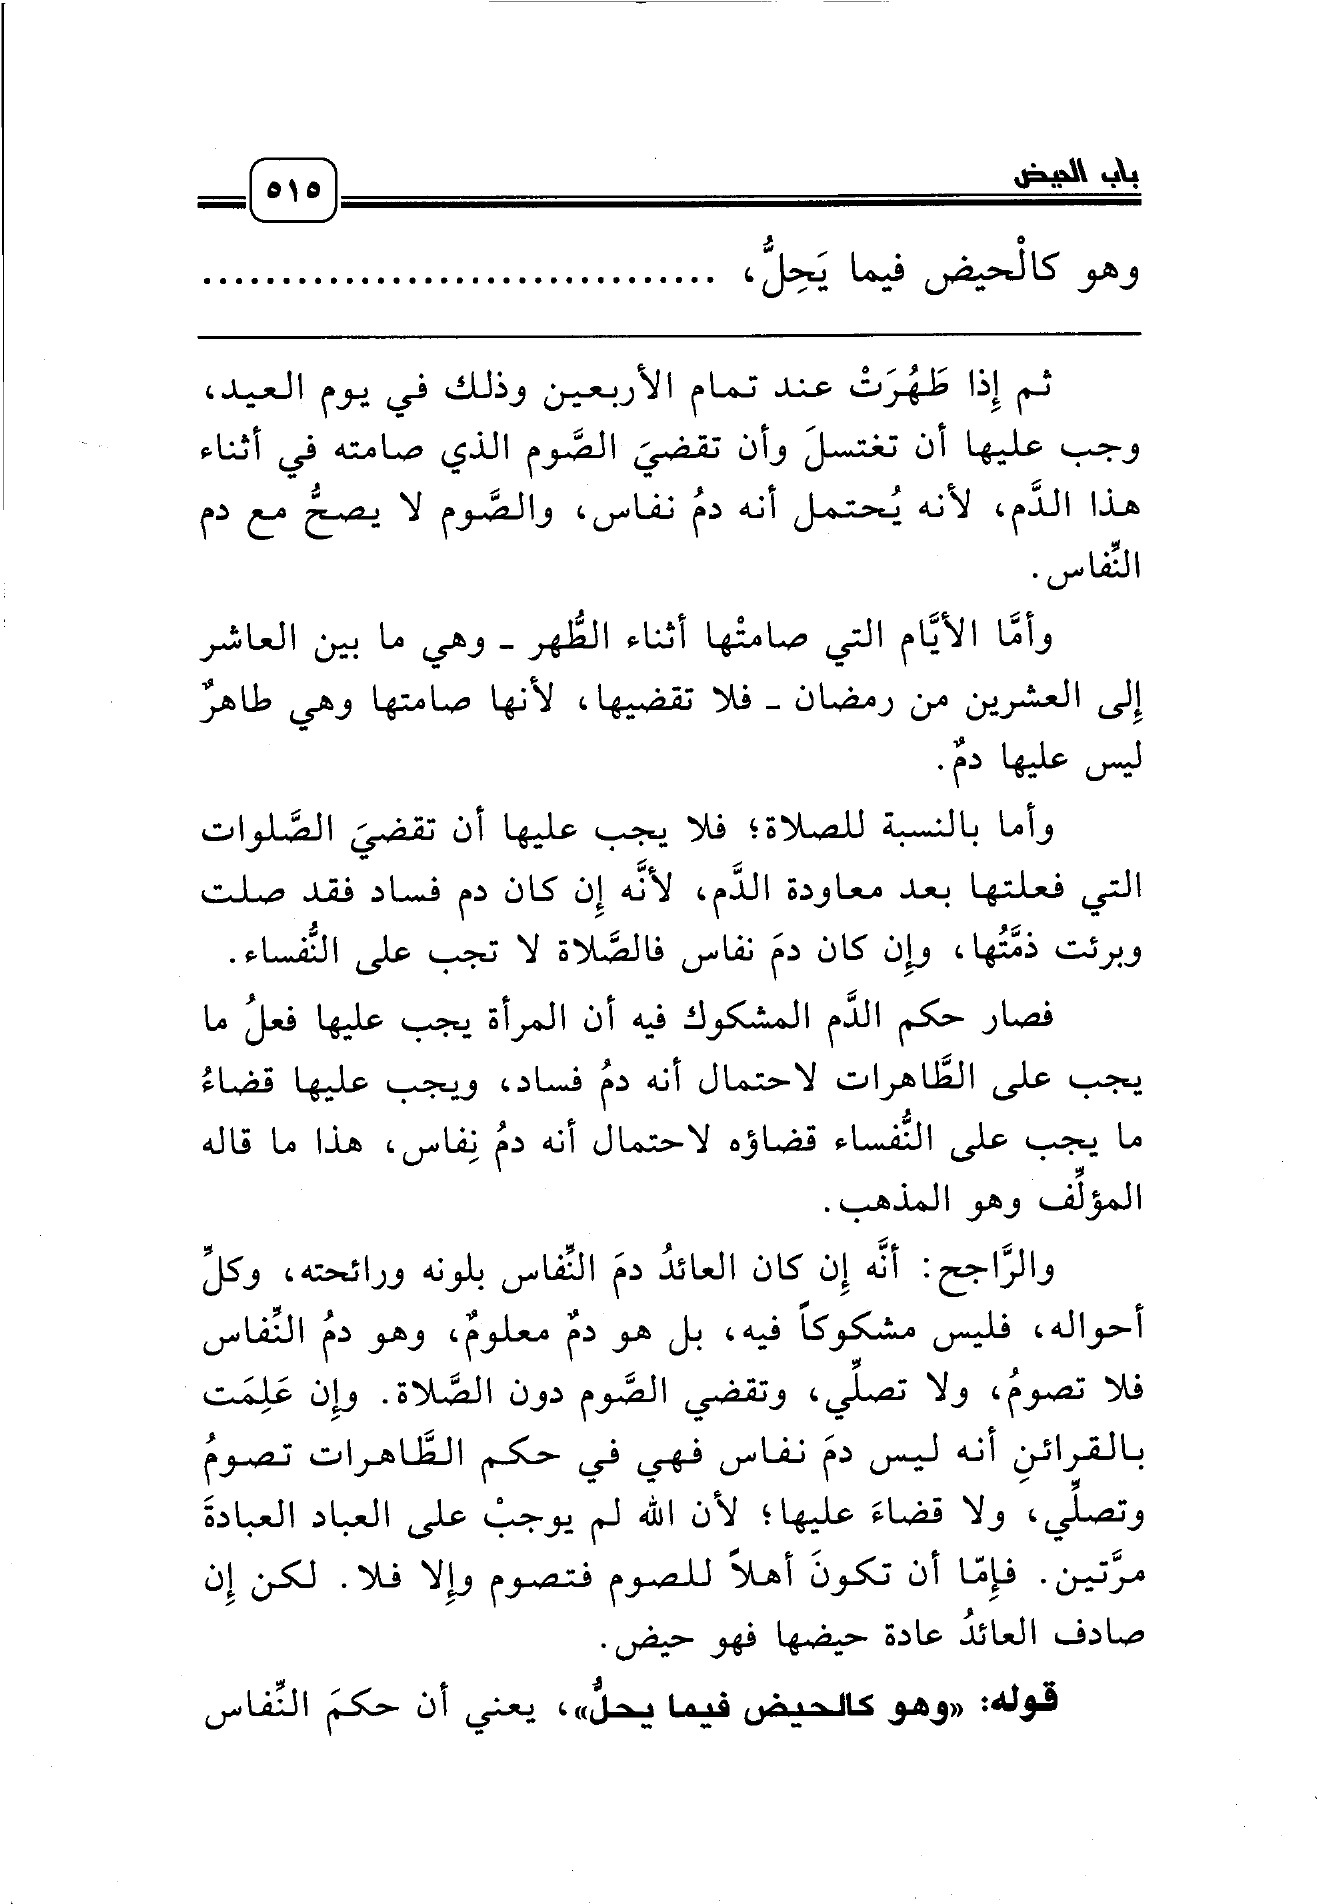 باب الحيض
٥١٥
وهو كالْحيض فيما يَحِلُّ، .................................
ثم إِذا طَهُرَتْ عند تمام الأربعين وذلك في يوم العيد،
وجب عليها أن تغتسلَ وأن تقضيَ الصَّوم الذي صامته في أثناء
هذا الدَّم، لأنه يُحتمل أنه دمُ نفاس، والصَّوم لا يصحُّ مع دم
النِّفاس.
وأمَّا الأيَّام التي صامتْها أثناء الطُّهر ـ وهي ما بين العاشر
إِلى العشرين من رمضان ـ فلا تقضيها، لأنها صامتها وهي طاهرٌ
ليس عليها دمٌ.
وأما بالنسبة للصلاة؛ فلا يجب عليها أن تقضيَ الصَّلوات
التي فعلتها بعد معاودة الدَّم، لأنَّه إِن كان دم فساد فقد صلت
وبرئت ذمَّتُها، وإِن كان دمَ نفاس فالصَّلاة لا تجب على النُّفساء.
فصار حكم الدَّم المشكوك فيه أن المرأة يجب عليها فعلُ ما
يجب على الطَّاهرات لاحتمال أنه دمُ فساد، ويجب عليها قضاءُ
ما يجب على النُّفساء قضاؤه لاحتمال أنه دمُ نِفاس، هذا ما قاله
المؤلِّف وهو المذهب.
والرَّاجح: أنَّه إِن كان العائدُ دمَ النِّفاس بلونه ورائحته، وكلِّ
أحواله، فليس مشكوكاً فيه، بل هو دمٌ معلومٌ، وهو دمُ النِّفاس
فلا تصومُ، ولا تصلِّي، وتقضي الصَّوم دون الصَّلاة. وإِن عَلِمَت
بالقرائنِ أنه ليس دمَ نفاس فهي في حكم الطَّاهرات تصومُ
وتصلِّي، ولا قضاءَ عليها؛ لأن الله لم يوجبْ على العباد العبادةَ
مرَّتين. فإِمّا أن تكونَ أهلاً للصوم فتصوم وإِلا فلا. لكن إِن
صادف العائدُ عادة حيضها فهو حيض.
قوله: «وهو كالحيض فيما يحلُّ»، يعني أن حكمَ النِّفاس